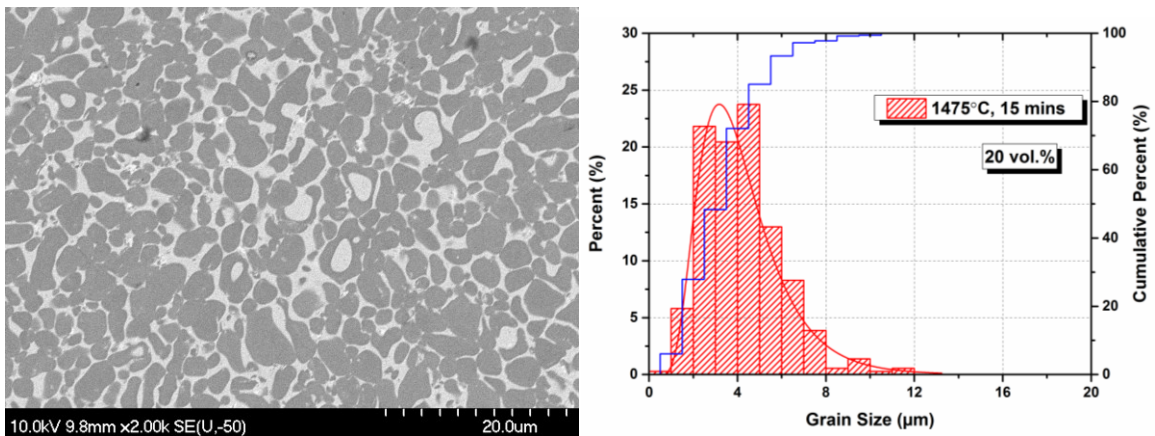 10.0kV 9.8mm x2.00k SE(U,-50) 20.0um
Percent (%)
30
25
20
15
10
5
0
0 4 8 12 16 20
Grain Size (μm)
1475°C, 15 mins
20 vol.%
100
80
60
40
20
0
Cumulative Percent (%)